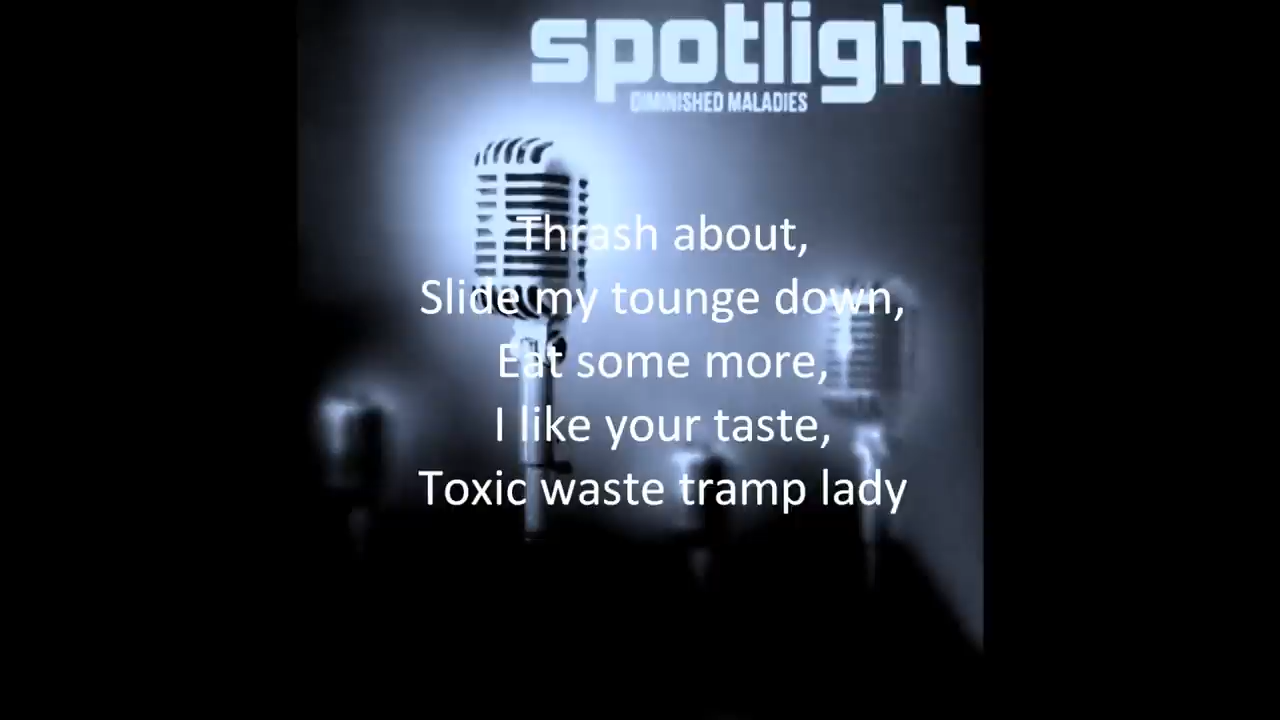 spotlight
DIMINISHED MALADIES
Thrash about,
Slide my tounge down,
Eat some more,
I like your taste,
Toxic waste tramp lady